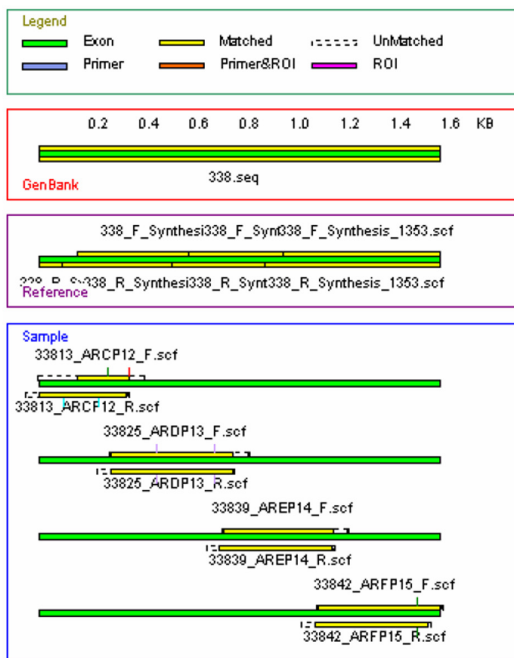 Legend
Exon Matched UnMatched
Primer Primer&ROI ROI
0.2 0.4 0.6 0.8 1.0 1.2 1.4 1.6 KB
338.seq
GenBank
338_F_Synthesi338_F_Synt338_F_Synthesis_1353.scf
338_R_Synthesi338_R_Synt338_R_Synthesis_1353.scf
Reference
Sample
33813_ARCP12_F.scf
33813_ARCP12_R.scf
33825_ARDP13_F.scf
33825_ARDP13_R.scf
33839_AREP14_F.scf
33839_AREP14_R.scf
33842_ARFP15_F.scf
33842_ARFP15_R.scf